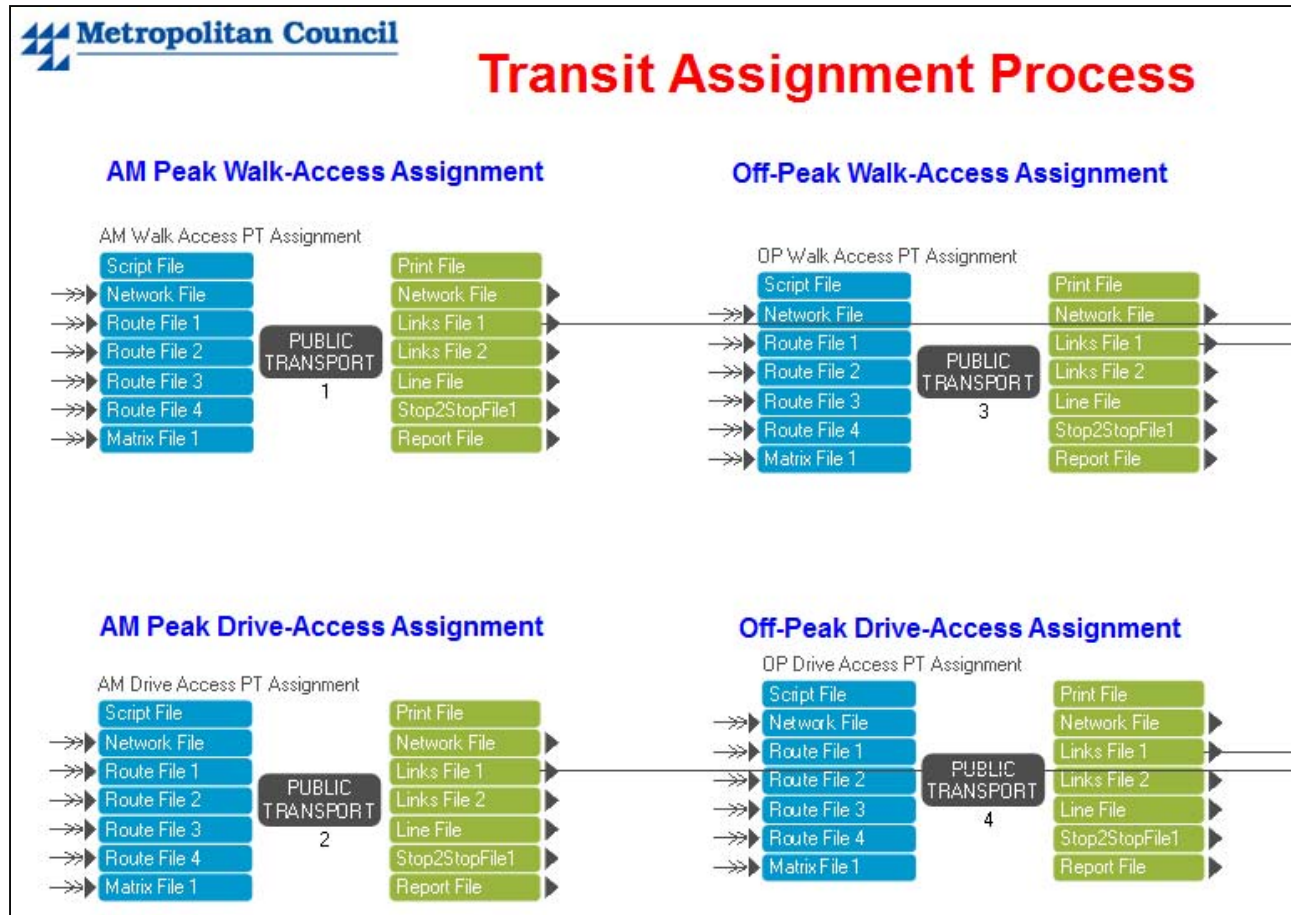 Metropolitan Council
Transit Assignment Process
AM Peak Walk-Access Assignment
AM Walk Access PT Assignment
Script File
Network File
Route File 1
Route File 2
Route File 3
Route File 4
Matrix File 1
PUBLIC
TRANSPORT
1
Print File
Network File
Links File 1
Links File 2
Line File
Stop2StopFile1
Report File
Off-Peak Walk-Access Assignment
OP Walk Access PT Assignment
Script File
Network File
Route File 1
Route File 2
Route File 3
Route File 4
Matrix File 1
PUBLIC
TRANSPORT
3
Print File
Network File
Links File 1
Links File 2
Line File
Stop2StopFile1
Report File
AM Peak Drive-Access Assignment
AM Drive Access PT Assignment
Script File
Network File
Route File 1
Route File 2
Route File 3
Route File 4
Matrix File 1
PUBLIC
TRANSPORT
2
Print File
Network File
Links File 1
Links File 2
Line File
Stop2StopFile1
Report File
Off-Peak Drive-Access Assignment
OP Drive Access PT Assignment
Script File
Network File
Route File 1
Route File 2
Route File 3
Route File 4
Matrix File 1
PUBLIC
TRANSPORT
4
Print File
Network File
Links File 1
Links File 2
Line File
Stop2StopFile1
Report File